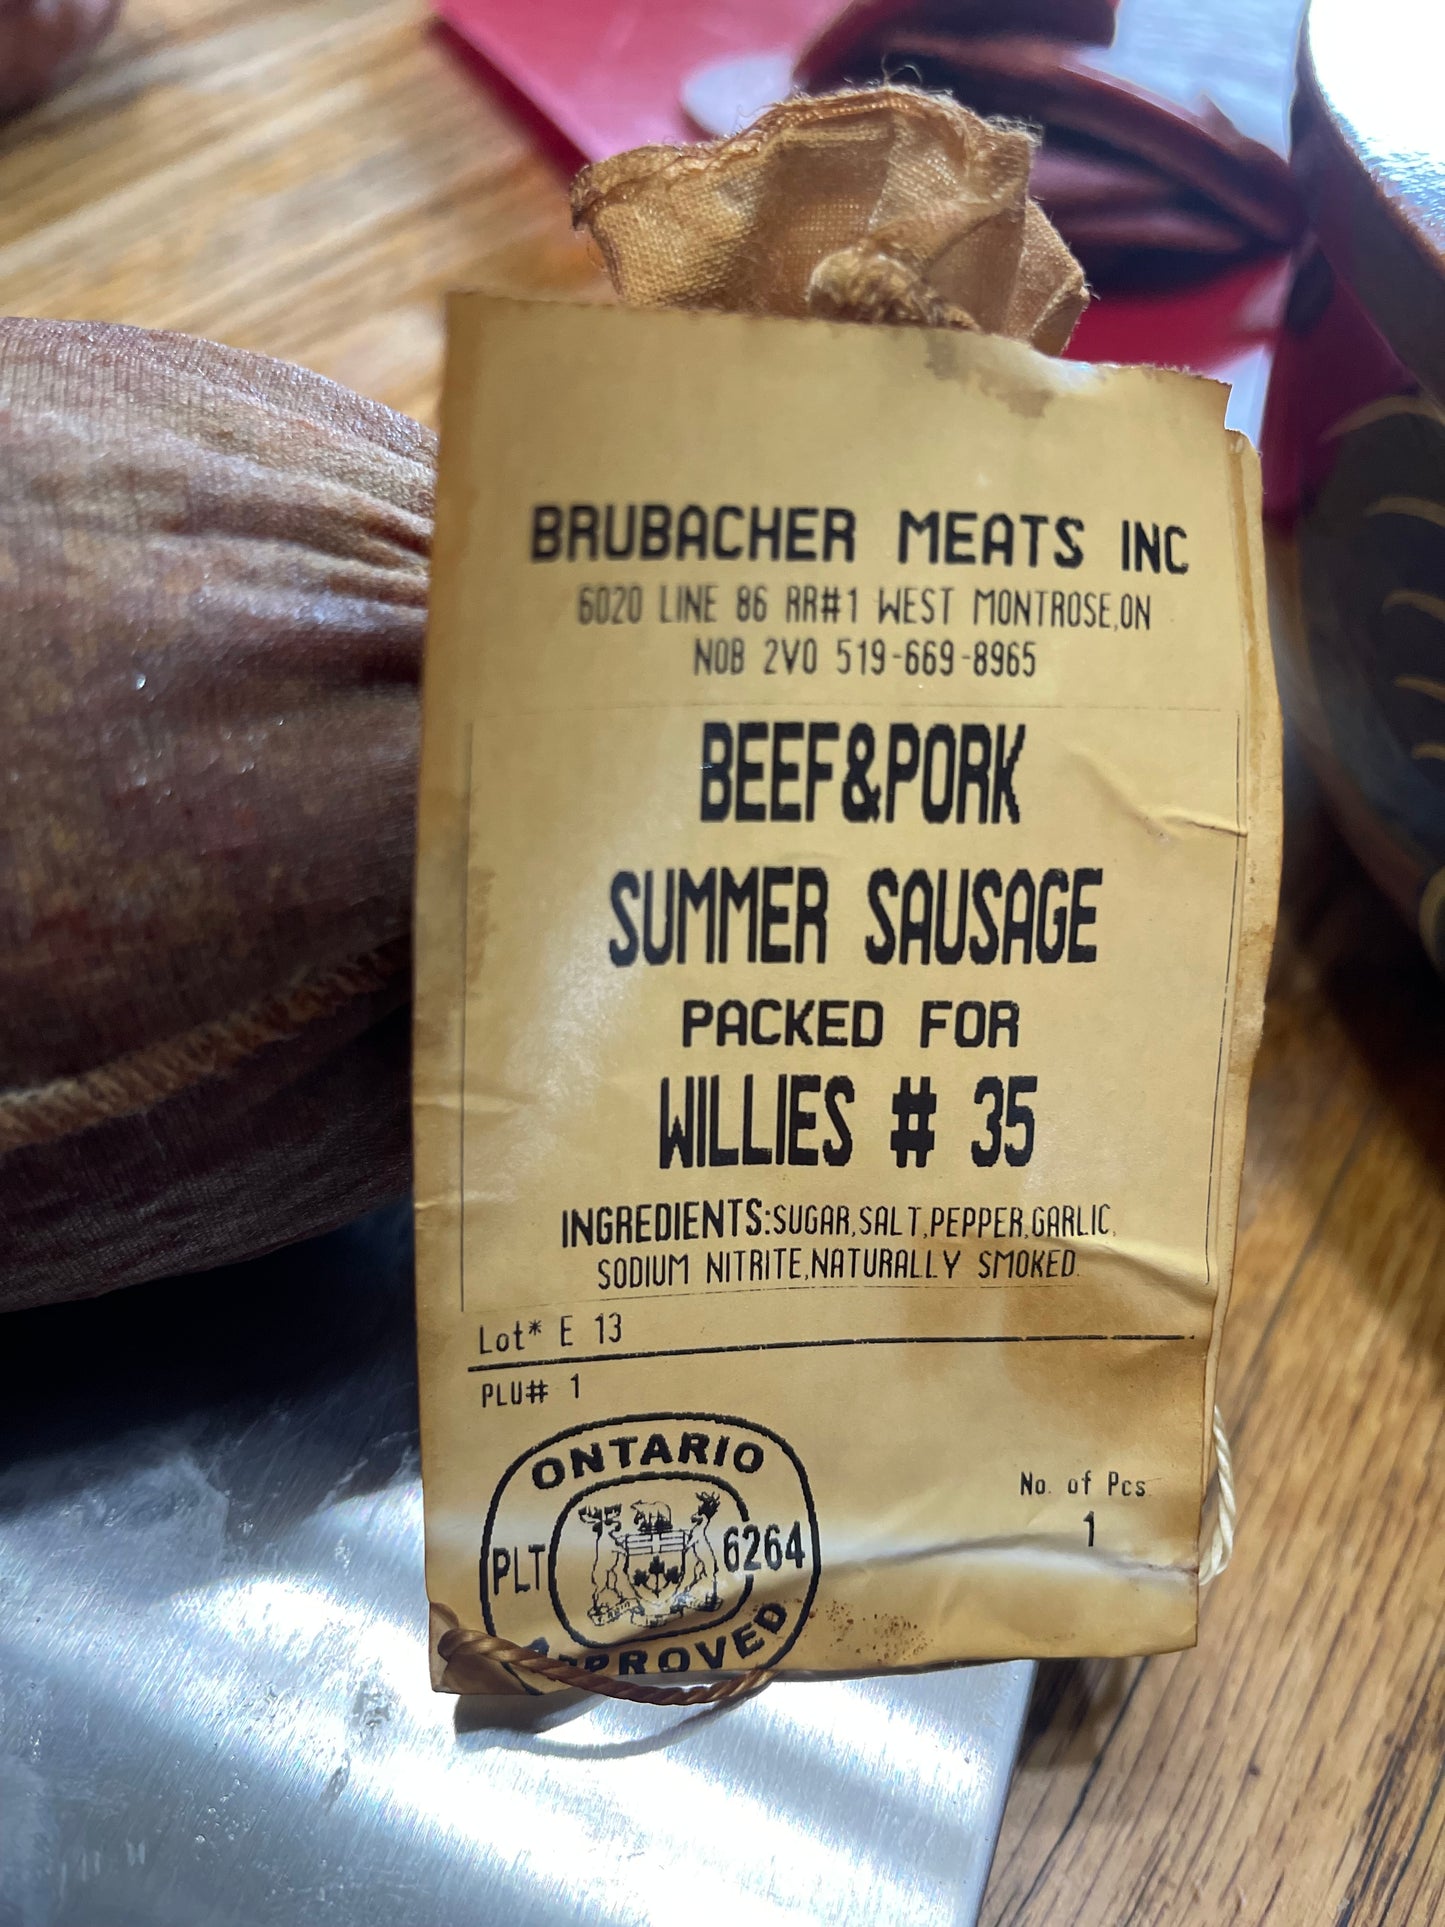 BRUBACHER MEATS INC
6020 LINE 86 RR#1 WEST MONTROSE,ON
N0B 2V0 519-669-8965
BEEF&PORK
SUMMER SAUSAGE
PACKED FOR
WILLIES # 35
INGREDIENTS:SUGAR,SALT,PEPPER,GARLIC,
SODIUM NITRITE,NATURALLY SMOKED.
Lot* E 13
PLU# 1
No. of Pcs.
1
ONTARIO
PLT 6264
APPROVED